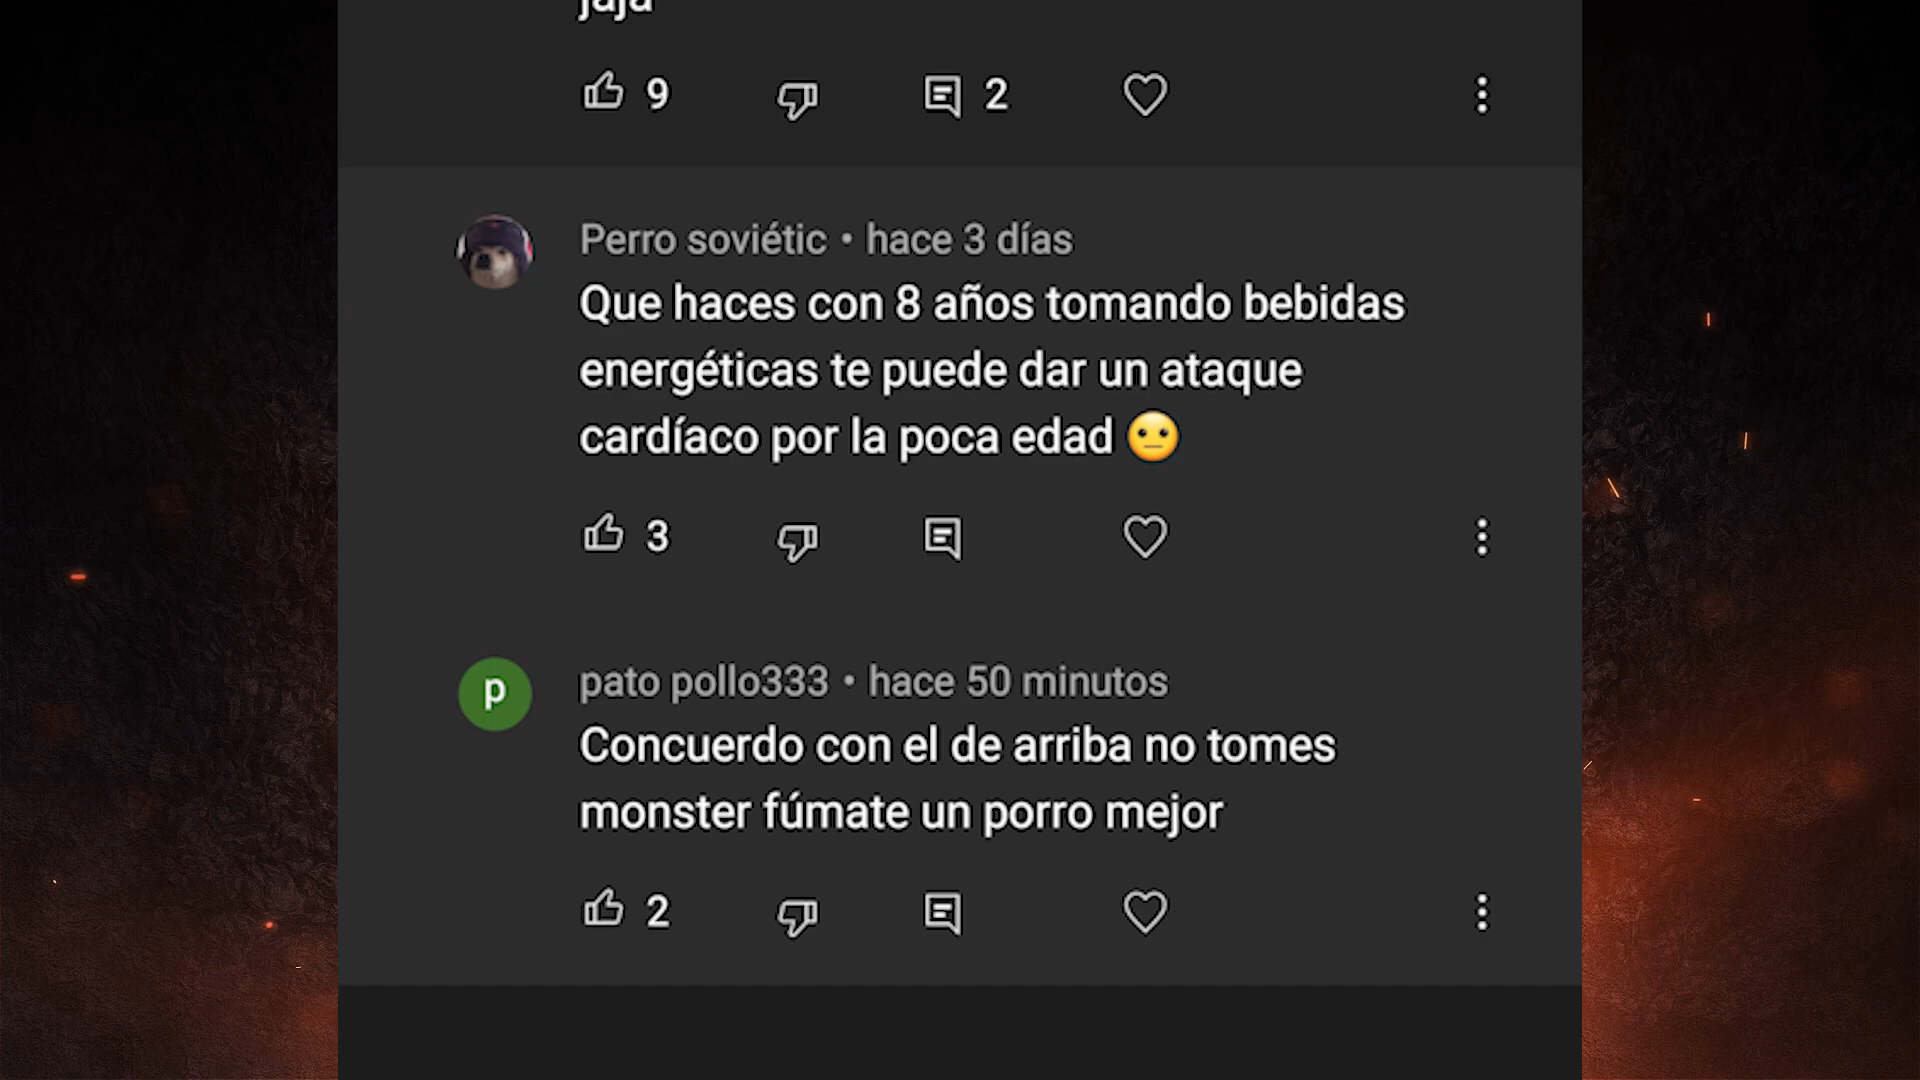 jaja
9 2
Perro soviétic • hace 3 días
Que haces con 8 años tomando bebidas
energéticas te puede dar un ataque
cardíaco por la poca edad 😐
3
p
pato pollo333 • hace 50 minutos
Concuerdo con el de arriba no tomes
monster fúmate un porro mejor
2